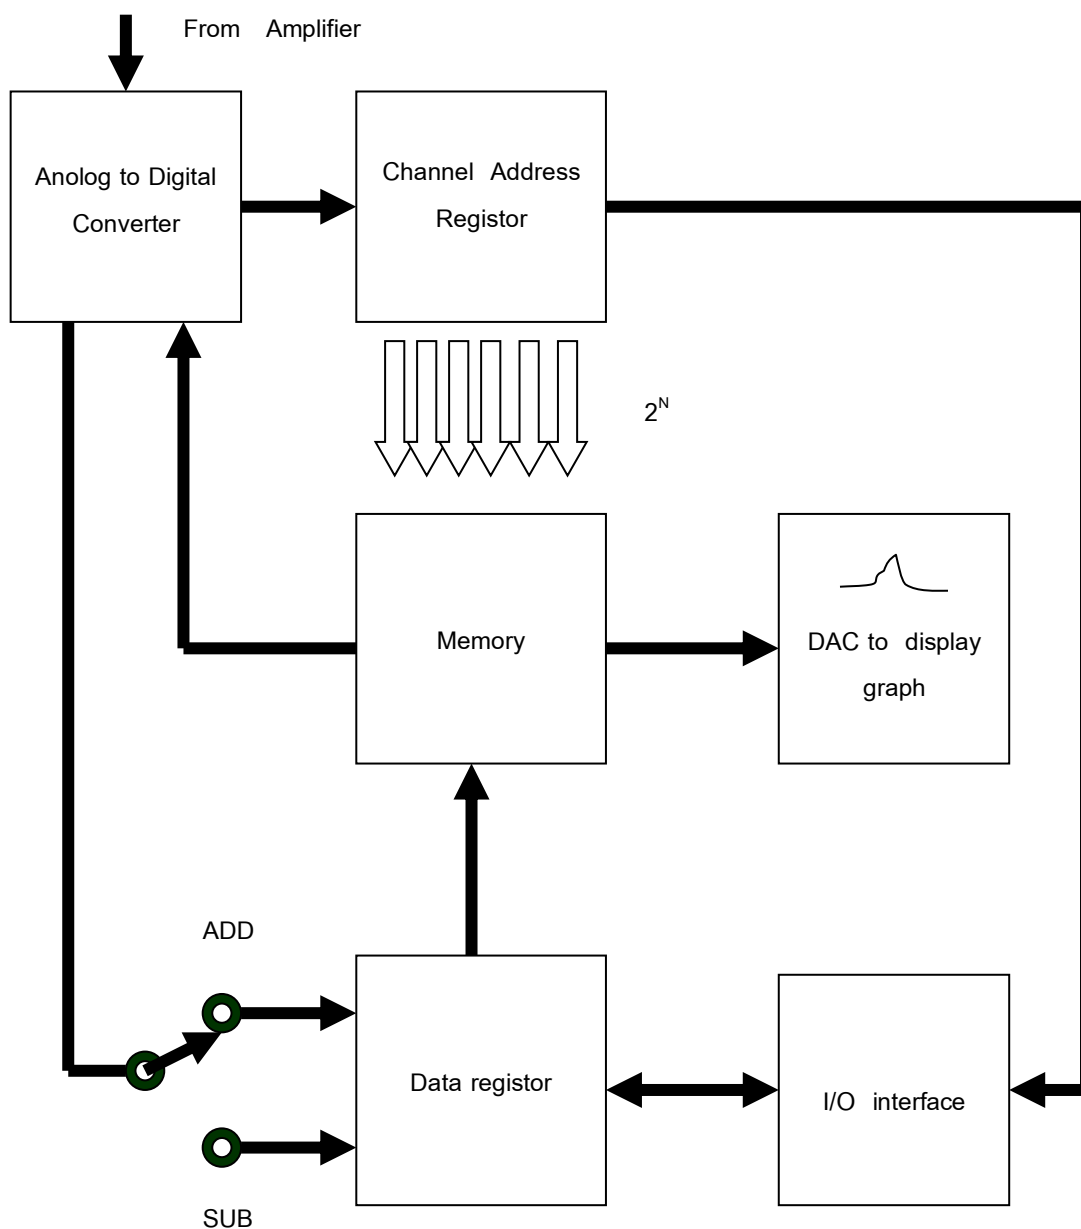 From Amplifier
Anolog to Digital
Converter
Channel Address
Registor
2^N
Memory
DAC to display
graph
ADD
Data registor
I/O interface
SUB